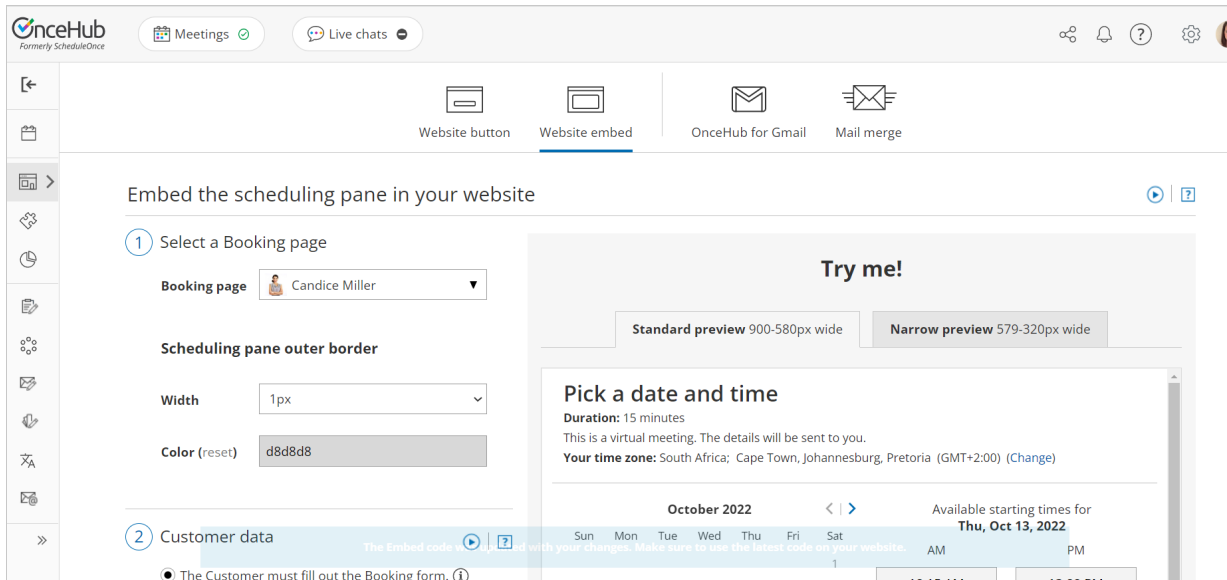 OnceHub
Formerly ScheduleOnce
Meetings
Live chats
?
Website button
Website embed
OnceHub for Gmail
Mail merge
Embed the scheduling pane in your website
?
1 Select a Booking page
Booking page
Candice Miller
Scheduling pane outer border
Width
1px
Color (reset)
d8d8d8
2 Customer data
?
The Customer must fill out the Booking form.
Try me!
Standard preview 900-580px wide
Narrow preview 579-320px wide
Pick a date and time
Duration: 15 minutes
This is a virtual meeting. The details will be sent to you.
Your time zone: South Africa; Cape Town, Johannesburg, Pretoria (GMT+2:00) (Change)
October 2022
Sun Mon Tue Wed Thu Fri Sat
1
Available starting times for
Thu, Oct 13, 2022
AM PM
The Embed code was updated with your changes. Make sure to use the latest code on your website.